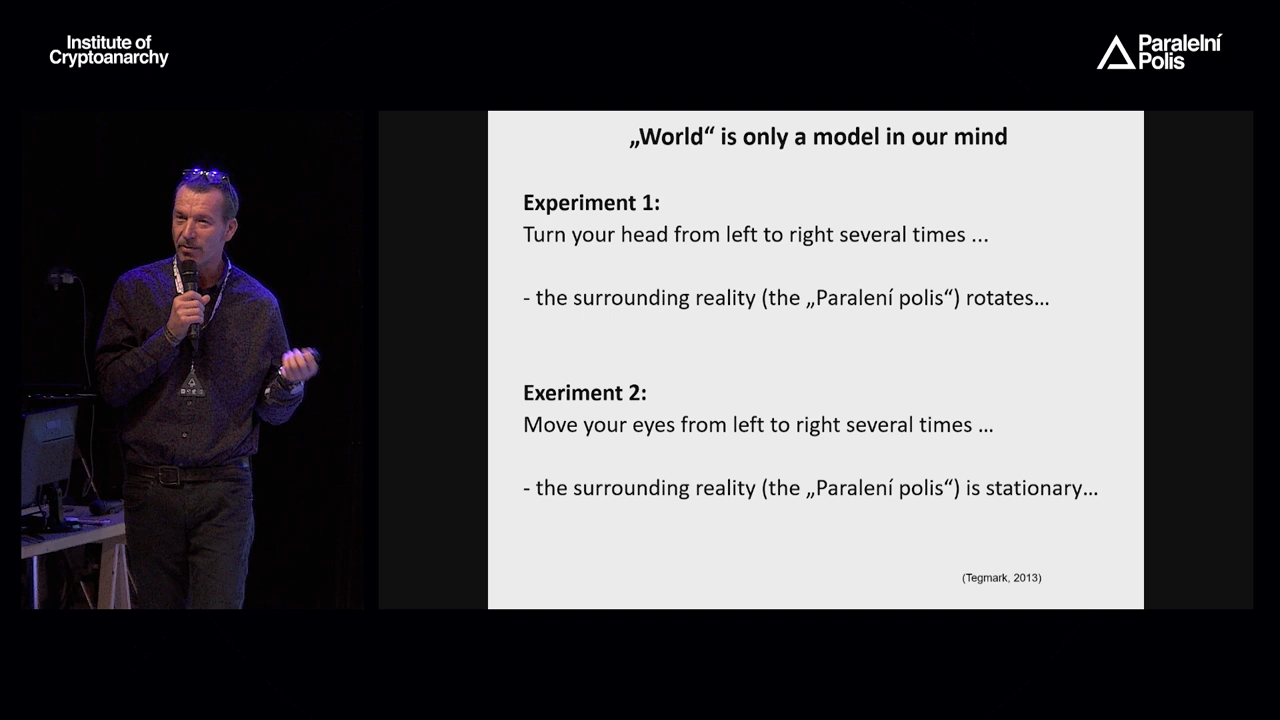 Institute of
Cryptoanarchy
Paralelní
Polis
„World“ is only a model in our mind
Experiment 1:
Turn your head from left to right several times ...
- the surrounding reality (the „Paralení polis“) rotates…
Exeriment 2:
Move your eyes from left to right several times …
- the surrounding reality (the „Paralení polis“) is stationary…
(Tegmark, 2013)